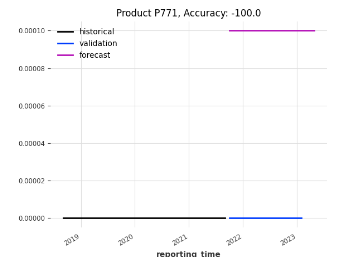 Product P771, Accuracy: -100.0
historical
validation
forecast
0.00010
0.00008
0.00006
0.00004
0.00002
0.00000
2019
2020
2021
2022
2023
reporting_time